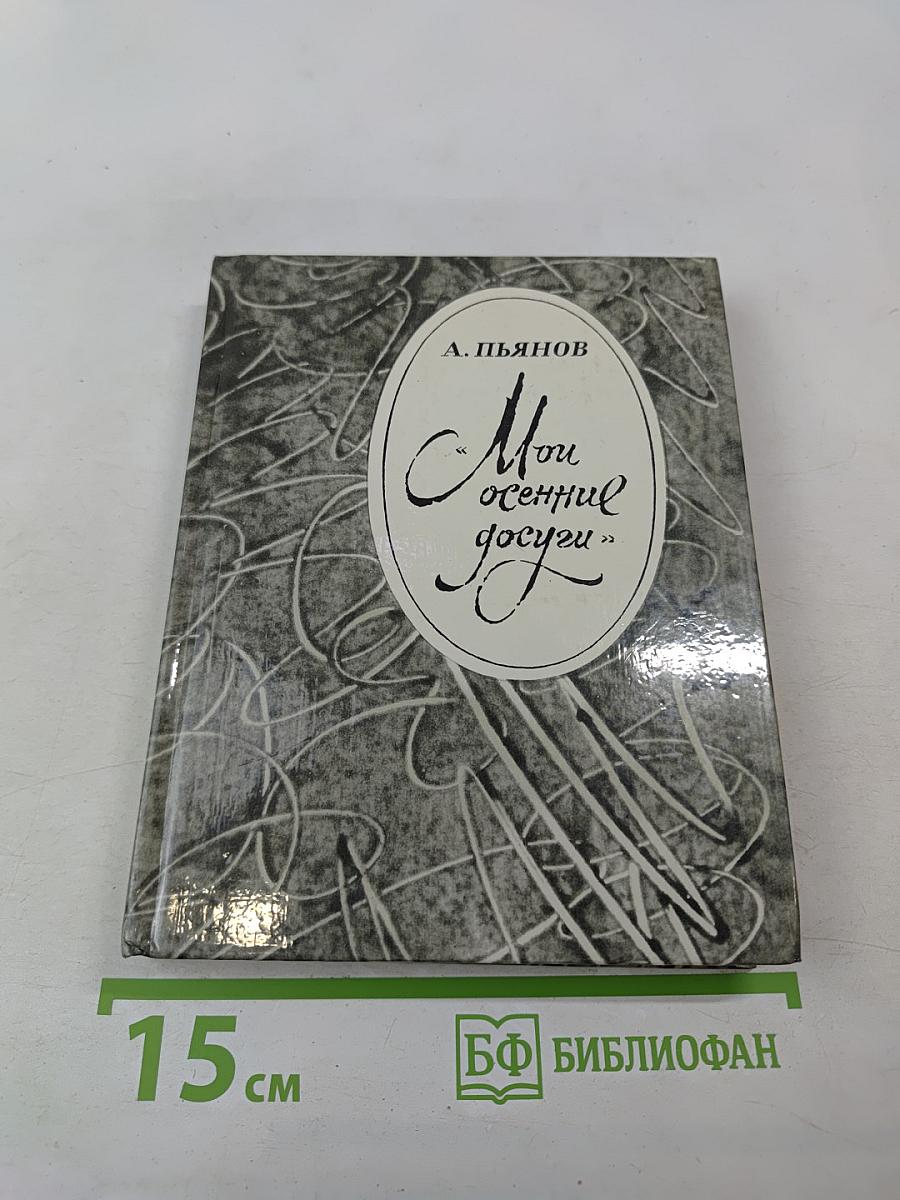 А. ПЬЯНОВ
«Мои
осенние
досуги»
15 см
БФ БИБЛИОФАН